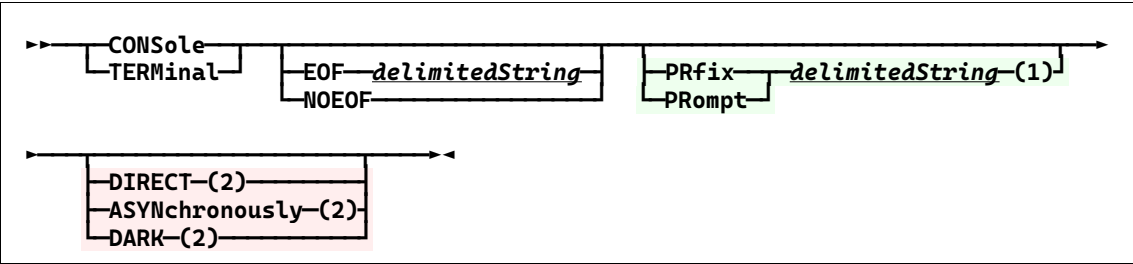 CONSole
TERMinal EOF delimitedString PRfix delimitedString (1)
NOEOF PRompt
DIRECT (2)
ASYNchronously (2)
DARK (2)